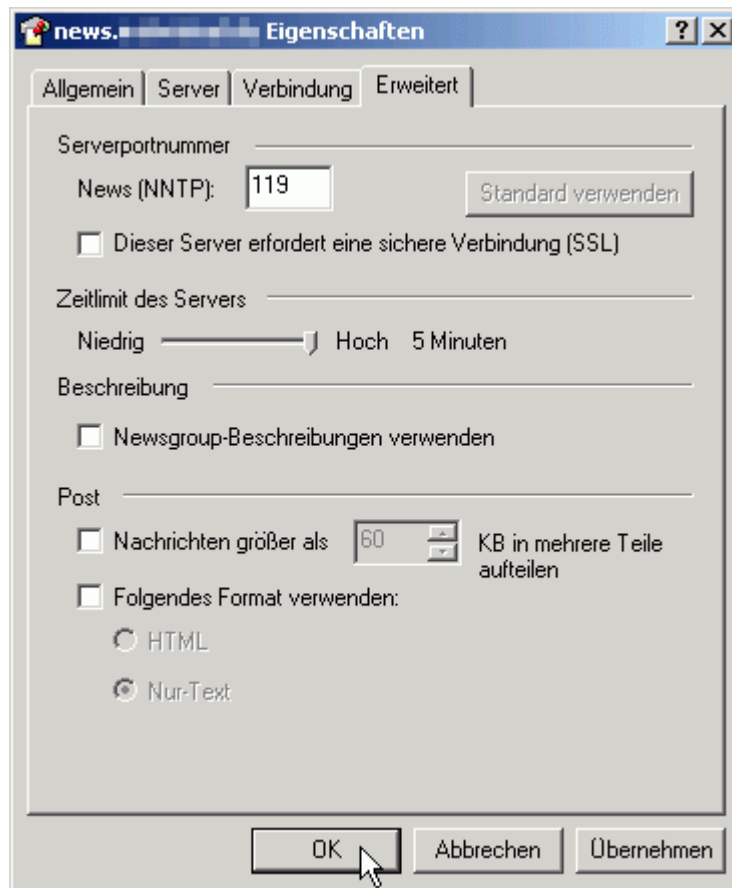 news. Eigenschaften
Allgemein Server Verbindung Erweitert
Serverportnummer
News (NNTP): 119 Standard verwenden
Dieser Server erfordert eine sichere Verbindung (SSL)
Zeitlimit des Servers
Niedrig Hoch 5 Minuten
Beschreibung
Newsgroup-Beschreibungen verwenden
Post
Nachrichten größer als 60 KB in mehrere Teile
aufteilen
Folgendes Format verwenden:
HTML
Nur-Text
OK Abbrechen Übernehmen